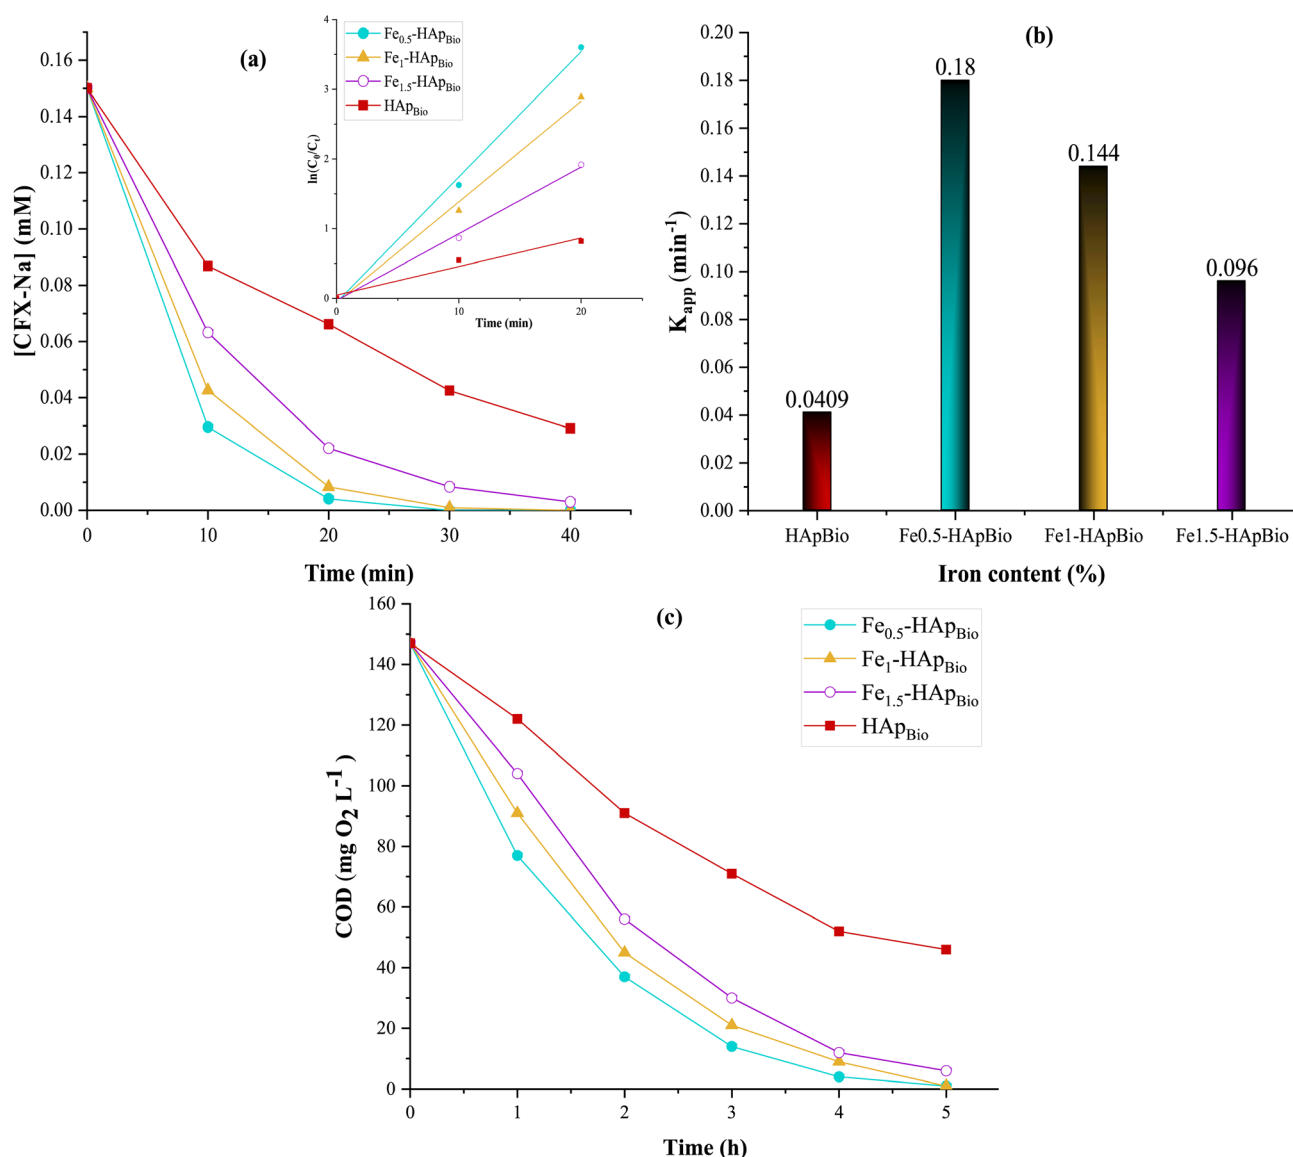 (a)
[CFX-Na] (mM)
0.16
0.14
0.12
0.10
0.08
0.06
0.04
0.02
0.00
0 10 20 30 40
Time (min)
Fe0.5-HApBio
Fe1-HApBio
Fe1.5-HApBio
HApBio
ln(C0/Ct)
4
3
2
1
0
0 10 20
Time (min)
(b)
Kapp (min-1)
0.20
0.18
0.16
0.14
0.12
0.10
0.08
0.06
0.04
0.02
0.00
0.0409
0.18
0.144
0.096
HApBio Fe0.5-HApBio Fe1-HApBio Fe1.5-HApBio
Iron content (%)
(c)
COD (mg O2 L-1)
160
140
120
100
80
60
40
20
0
0 1 2 3 4 5
Time (h)
Fe0.5-HApBio
Fe1-HApBio
Fe1.5-HApBio
HApBio